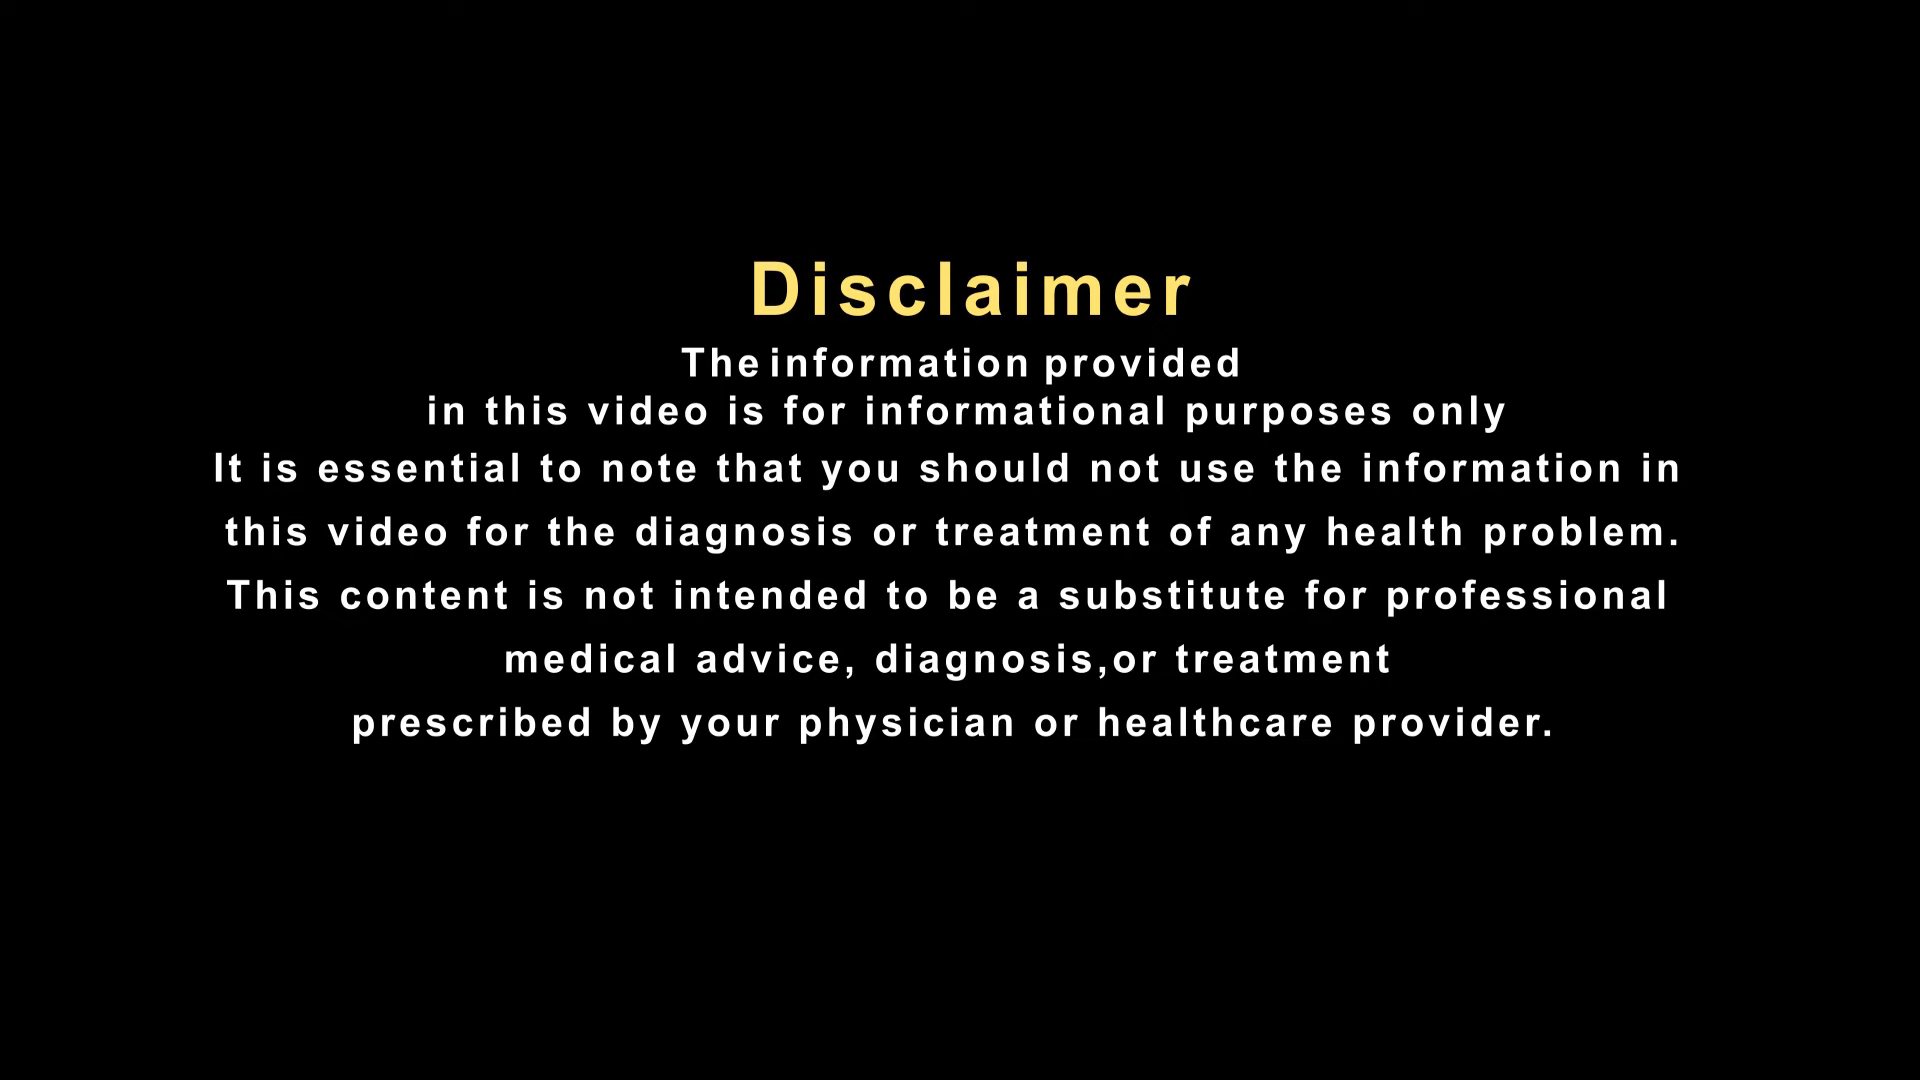 Disclaimer
The information provided
in this video is for informational purposes only
It is essential to note that you should not use the information in
this video for the diagnosis or treatment of any health problem.
This content is not intended to be a substitute for professional
medical advice, diagnosis,or treatment
prescribed by your physician or healthcare provider.